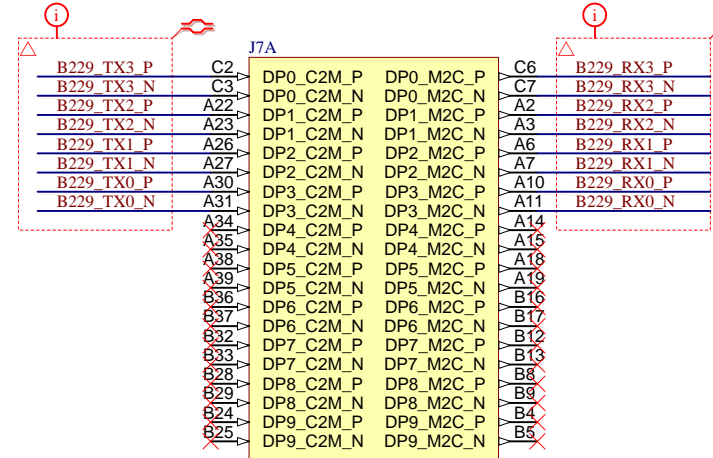 i i
J7A
B229_TX3_P C2 DP0_C2M_P DP0_M2C_P C6 B229_RX3_P
B229_TX3_N C3 DP0_C2M_N DP0_M2C_N C7 B229_RX3_N
B229_TX2_P A22 DP1_C2M_P DP1_M2C_P A2 B229_RX2_P
B229_TX2_N A23 DP1_C2M_N DP1_M2C_N A3 B229_RX2_N
B229_TX1_P A26 DP2_C2M_P DP2_M2C_P A6 B229_RX1_P
B229_TX1_N A27 DP2_C2M_N DP2_M2C_N A7 B229_RX1_N
B229_TX0_P A30 DP3_C2M_P DP3_M2C_P A10 B229_RX0_P
B229_TX0_N A31 DP3_C2M_N DP3_M2C_N A11 B229_RX0_N
A34 DP4_C2M_P DP4_M2C_P A14
A35 DP4_C2M_N DP4_M2C_N A15
A38 DP5_C2M_P DP5_M2C_P A18
A39 DP5_C2M_N DP5_M2C_N A19
B36 DP6_C2M_P DP6_M2C_P B16
B37 DP6_C2M_N DP6_M2C_N B17
B32 DP7_C2M_P DP7_M2C_P B12
B33 DP7_C2M_N DP7_M2C_N B13
B28 DP8_C2M_P DP8_M2C_P B8
B29 DP8_C2M_N DP8_M2C_N B9
B24 DP9_C2M_P DP9_M2C_P B4
B25 DP9_C2M_N DP9_M2C_N B5